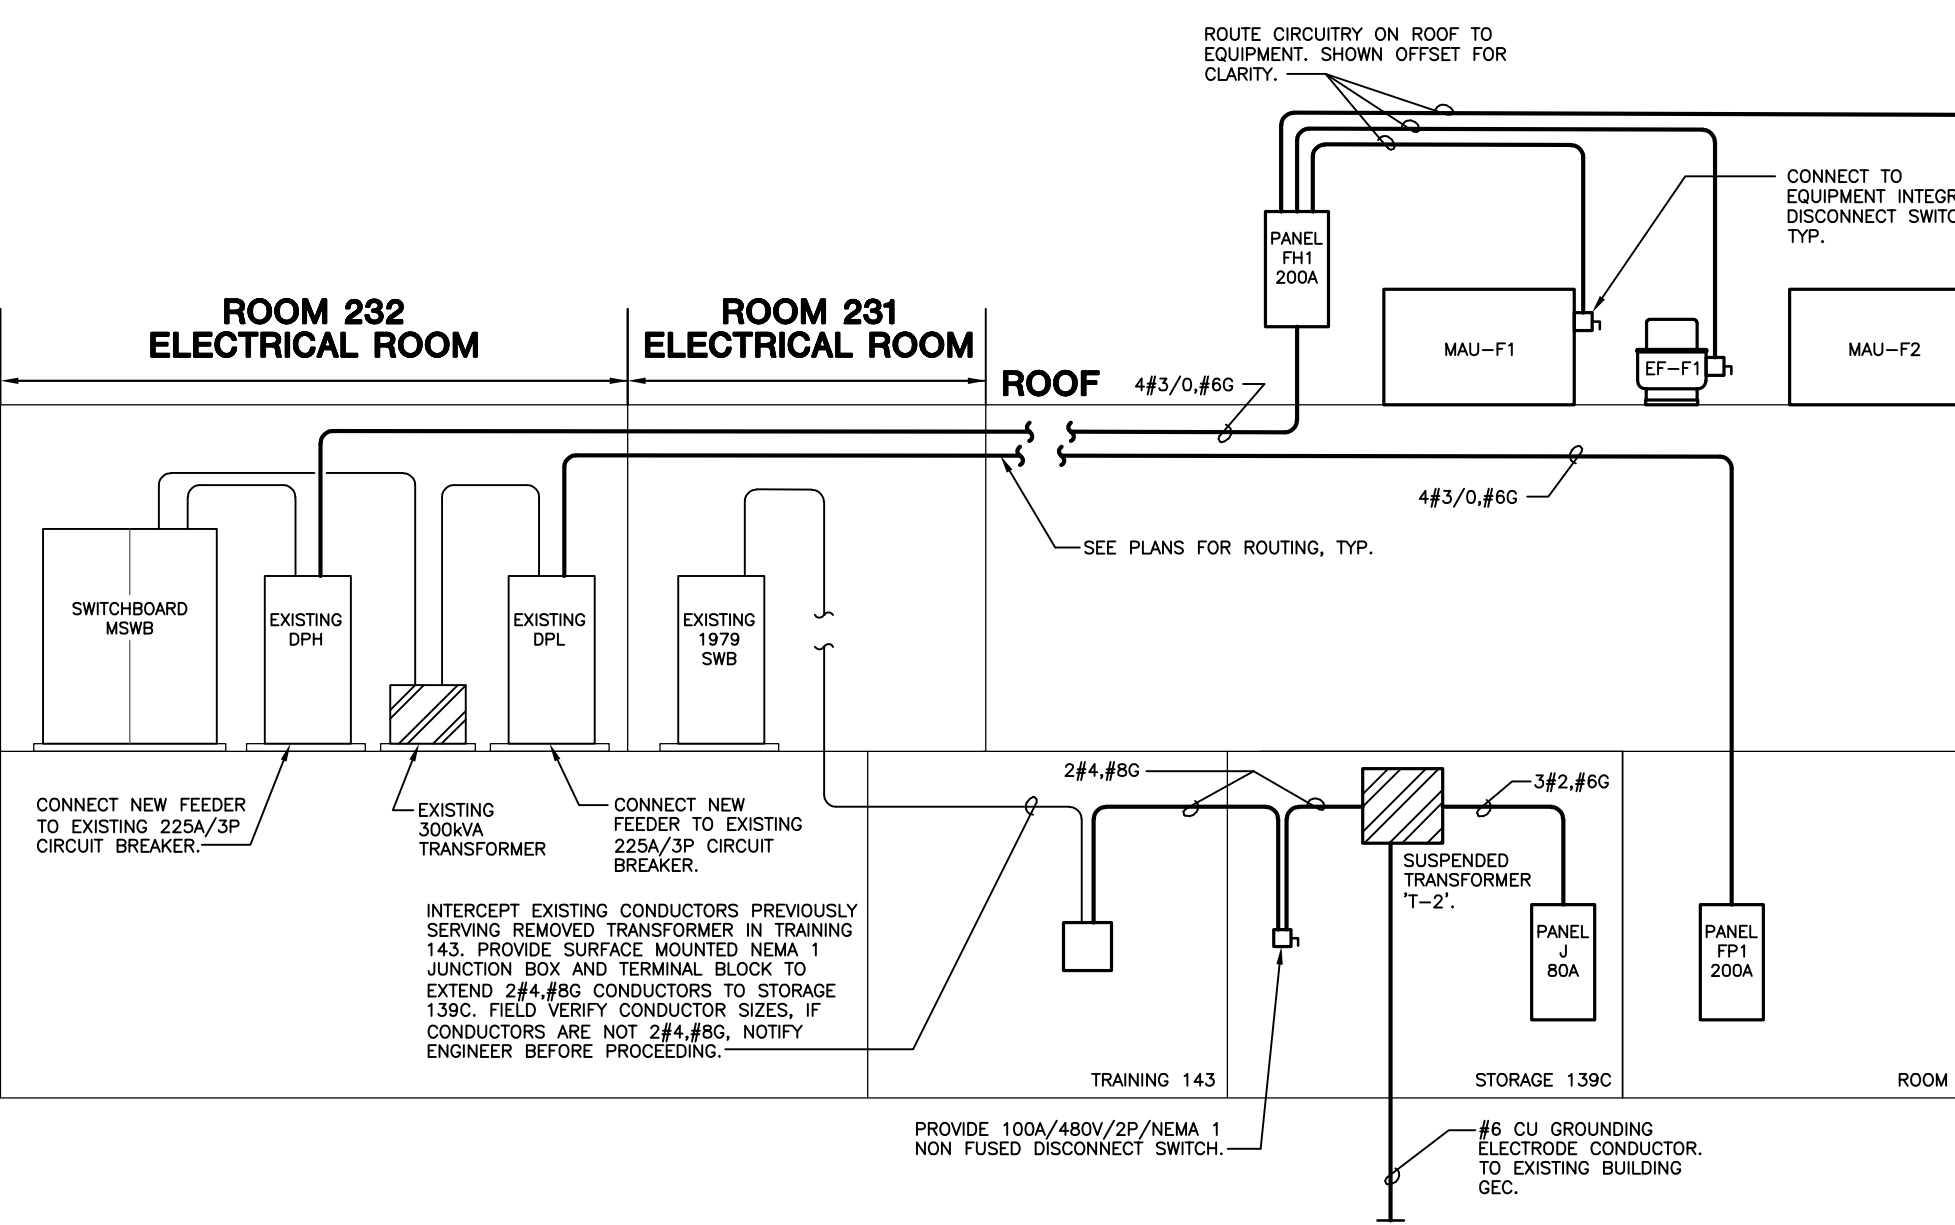 ROUTE CIRCUITRY ON ROOF TO
EQUIPMENT. SHOWN OFFSET FOR
CLARITY.
CONNECT TO
EQUIPMENT INTEGR
DISCONNECT SWITC
TYP.
PANEL
FH1
200A
ROOM 232
ELECTRICAL ROOM
ROOM 231
ELECTRICAL ROOM
ROOF
4#3/0,#6G
MAU-F1
EF-F1
MAU-F2
4#3/0,#6G
SEE PLANS FOR ROUTING, TYP.
SWITCHBOARD
MSWB
EXISTING
DPH
EXISTING
DPL
EXISTING
1979
SWB
CONNECT NEW FEEDER
TO EXISTING 225A/3P
CIRCUIT BREAKER.
EXISTING
300kVA
TRANSFORMER
CONNECT NEW
FEEDER TO EXISTING
225A/3P CIRCUIT
BREAKER.
2#4,#8G
3#2,#6G
SUSPENDED
TRANSFORMER
'T-2'.
INTERCEPT EXISTING CONDUCTORS PREVIOUSLY
SERVING REMOVED TRANSFORMER IN TRAINING
143. PROVIDE SURFACE MOUNTED NEMA 1
JUNCTION BOX AND TERMINAL BLOCK TO
EXTEND 2#4,#8G CONDUCTORS TO STORAGE
139C. FIELD VERIFY CONDUCTOR SIZES, IF
CONDUCTORS ARE NOT 2#4,#8G, NOTIFY
ENGINEER BEFORE PROCEEDING.
PANEL
J
80A
PANEL
FP1
200A
TRAINING 143
STORAGE 139C
ROOM
PROVIDE 100A/480V/2P/NEMA 1
NON FUSED DISCONNECT SWITCH.
#6 CU GROUNDING
ELECTRODE CONDUCTOR.
TO EXISTING BUILDING
GEC.